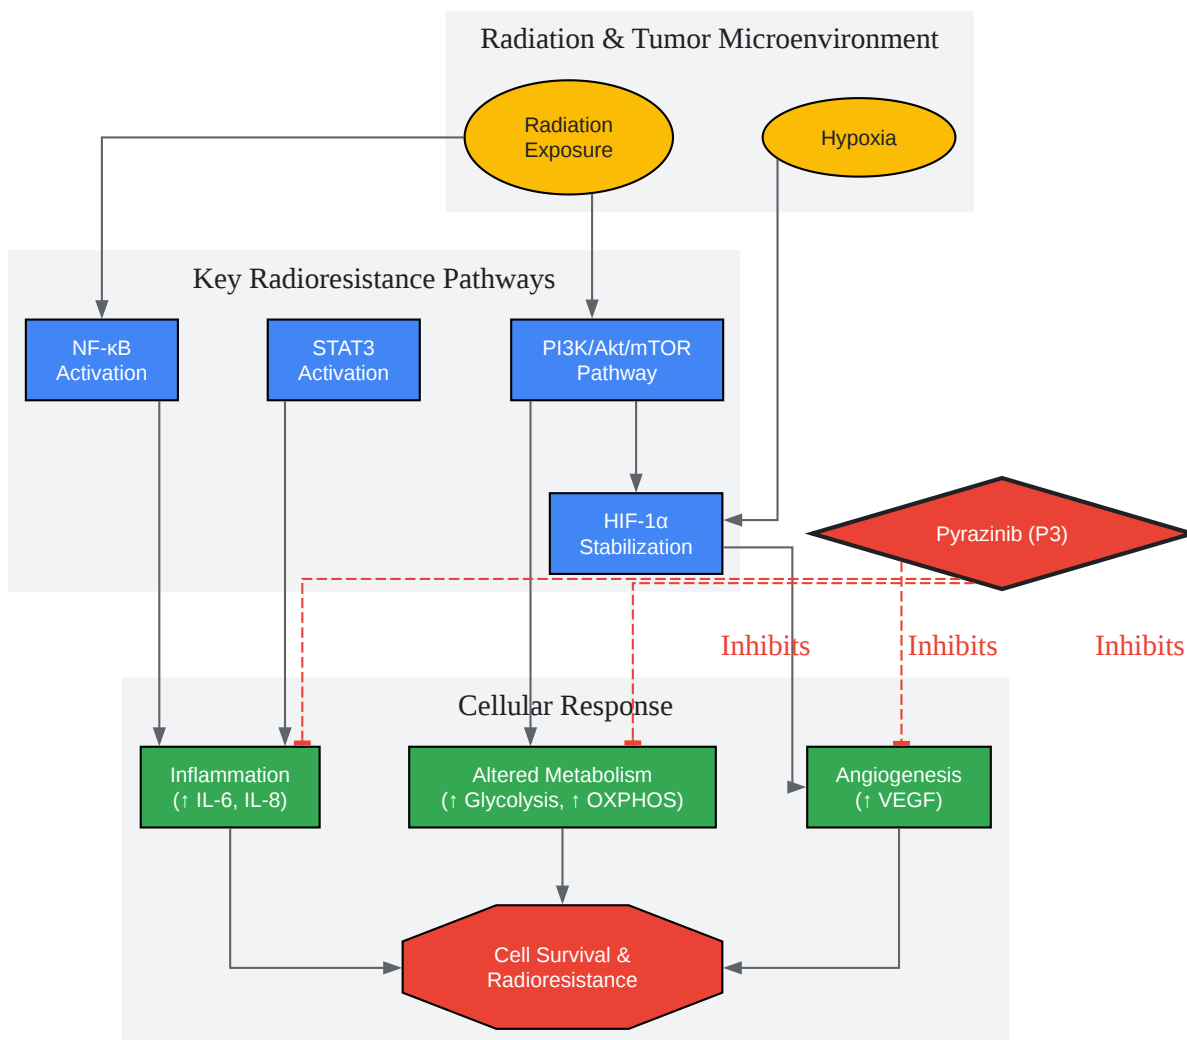 Radiation & Tumor Microenvironment
Radiation
Exposure
Hypoxia
Key Radioresistance Pathways
NF-κB
Activation
STAT3
Activation
PI3K/Akt/mTOR
Pathway
HIF-1α
Stabilization
Pyrazinib (P3)
Inhibits
Inhibits
Inhibits
Cellular Response
Inflammation
(↑ IL-6, IL-8)
Altered Metabolism
(↑ Glycolysis, ↑ OXPHOS)
Angiogenesis
(↑ VEGF)
Cell Survival &
Radioresistance